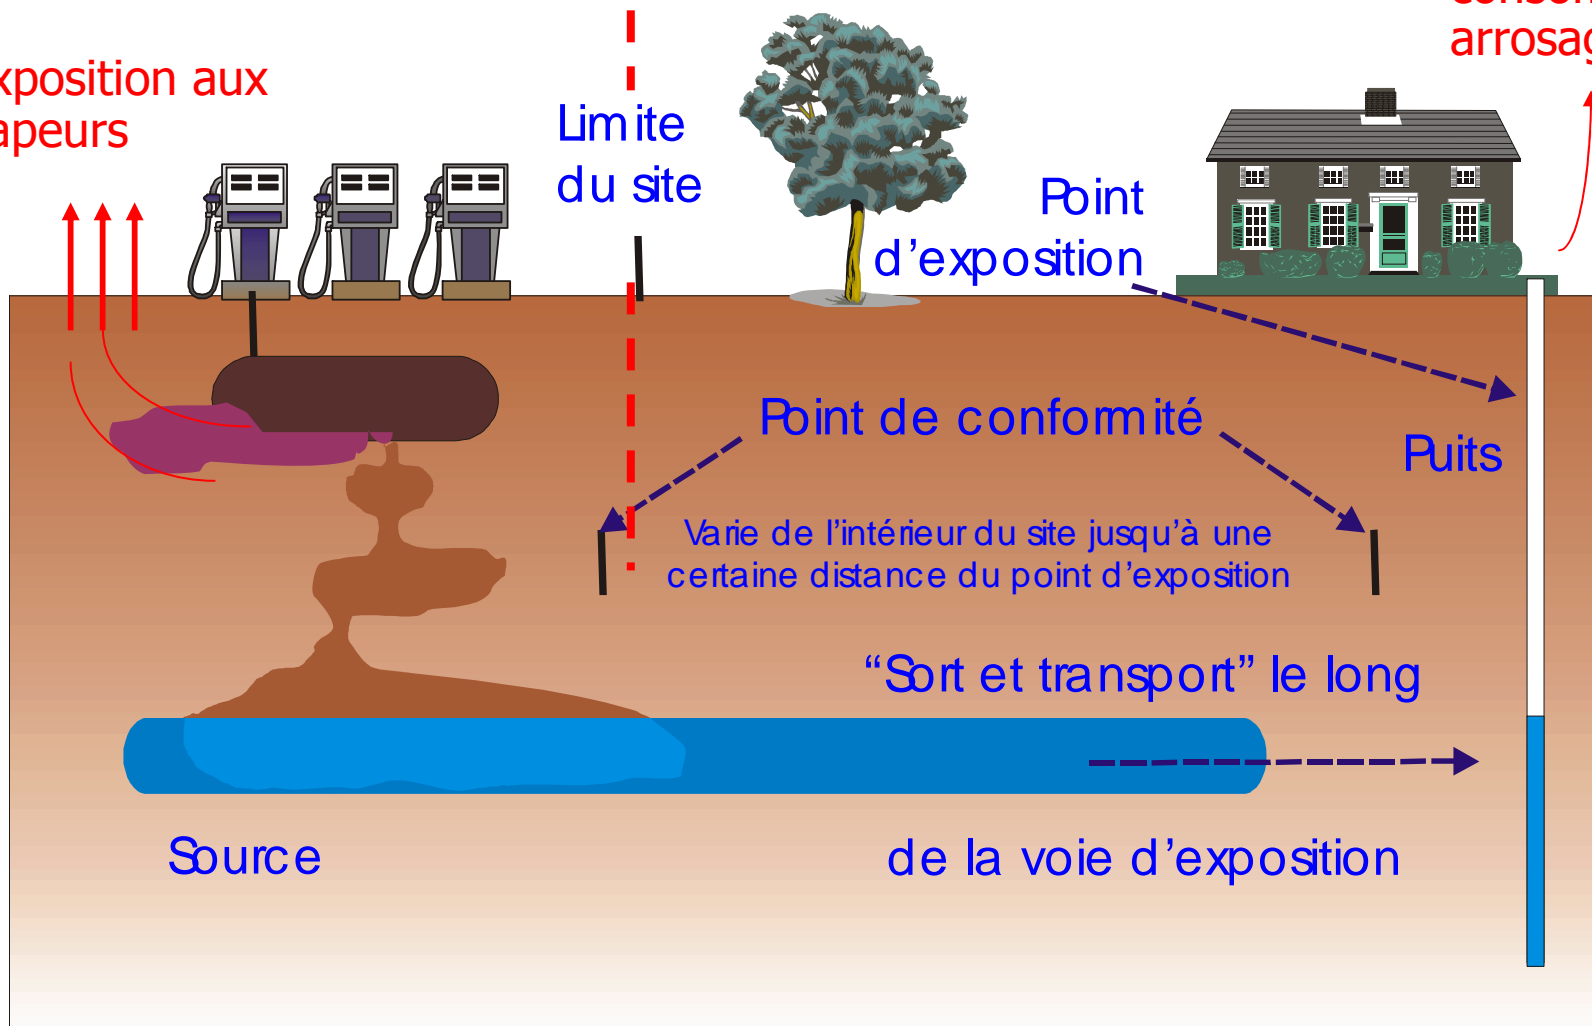 xposition aux
apeurs
Limite
du site
arrosag
Point
d’exposition
Point de conformité
Puits
Varie de l’intérieur du site jusqu’à une
certaine distance du point d’exposition
“Sort et transport” le long
Source
de la voie d’exposition